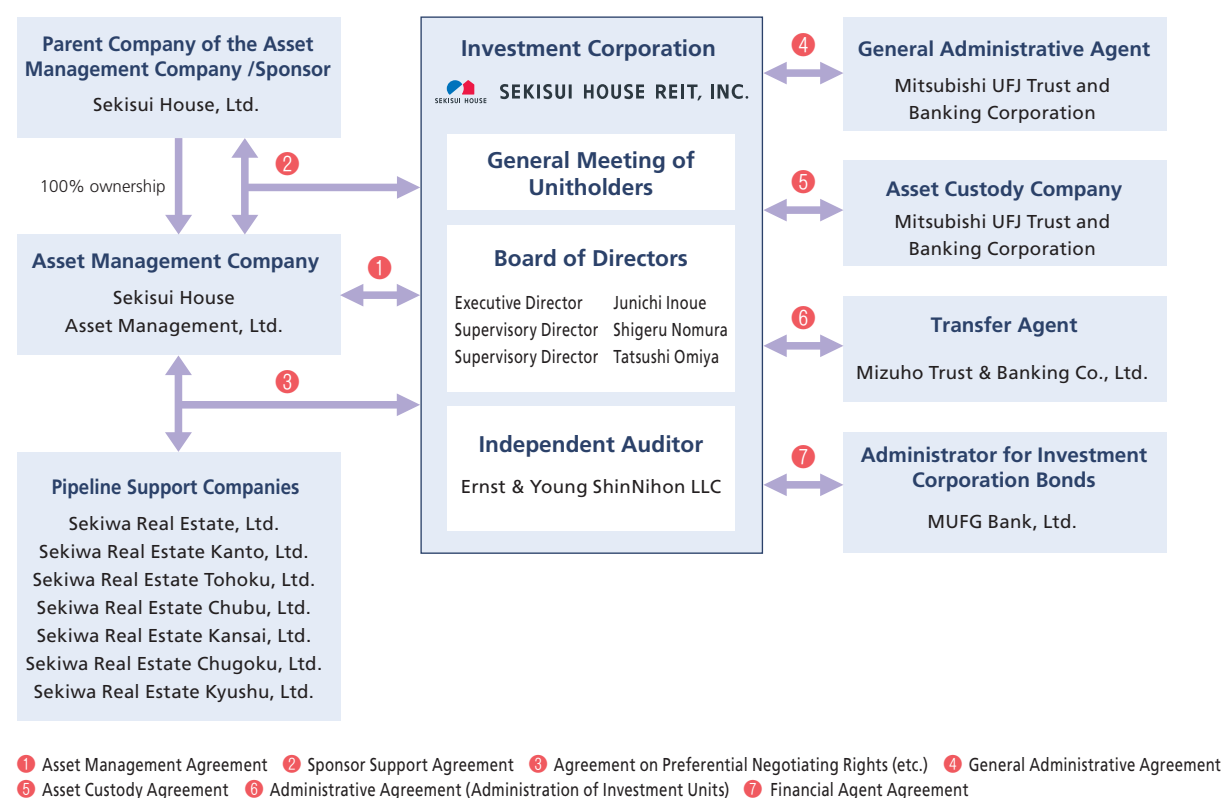 Parent Company of the Asset
Management Company /Sponsor
Sekisui House, Ltd.
100% ownership
2
Asset Management Company
Sekisui House
Asset Management, Ltd.
1
3
Pipeline Support Companies
Sekiwa Real Estate, Ltd.
Sekiwa Real Estate Kanto, Ltd.
Sekiwa Real Estate Tohoku, Ltd.
Sekiwa Real Estate Chubu, Ltd.
Sekiwa Real Estate Kansai, Ltd.
Sekiwa Real Estate Chugoku, Ltd.
Sekiwa Real Estate Kyushu, Ltd.
Investment Corporation
SEKISUI HOUSE SEKISUI HOUSE REIT, INC.
General Meeting of
Unitholders
Board of Directors
Executive Director Junichi Inoue
Supervisory Director Shigeru Nomura
Supervisory Director Tatsushi Omiya
Independent Auditor
Ernst & Young ShinNihon LLC
4
General Administrative Agent
Mitsubishi UFJ Trust and
Banking Corporation
5
Asset Custody Company
Mitsubishi UFJ Trust and
Banking Corporation
6
Transfer Agent
Mizuho Trust & Banking Co., Ltd.
7
Administrator for Investment
Corporation Bonds
MUFG Bank, Ltd.
1 Asset Management Agreement 2 Sponsor Support Agreement 3 Agreement on Preferential Negotiating Rights (etc.) 4 General Administrative Agreement
5 Asset Custody Agreement 6 Administrative Agreement (Administration of Investment Units) 7 Financial Agent Agreement